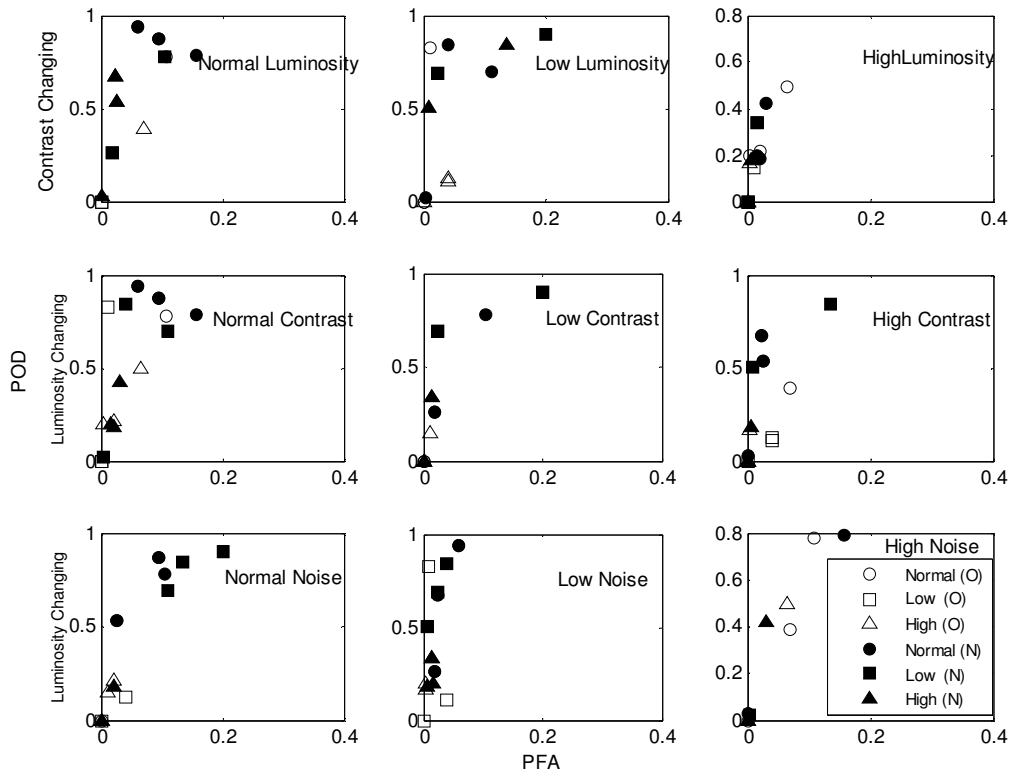 1
0.5
0
0
0.2
0.4
Contrast Changing
Normal Luminosity
1
0.5
0
0
0.2
0.4
Low Luminosity
0.8
0.6
0.4
0.2
0
0
0.2
0.4
HighLuminosity
POD
1
0.5
0
0
0.2
0.4
Luminosity Changing
Normal Contrast
1
0.5
0
0
0.2
0.4
Low Contrast
1
0.5
0
0
0.2
0.4
High Contrast
1
0.5
0
0
0.2
0.4
Luminosity Changing
Normal Noise
1
0.5
0
0
0.2
0.4
Low Noise
PFA
0.8
0.6
0.4
0.2
0
0
0.2
0.4
High Noise
Normal (O)
Low (O)
High (O)
Normal (N)
Low (N)
High (N)